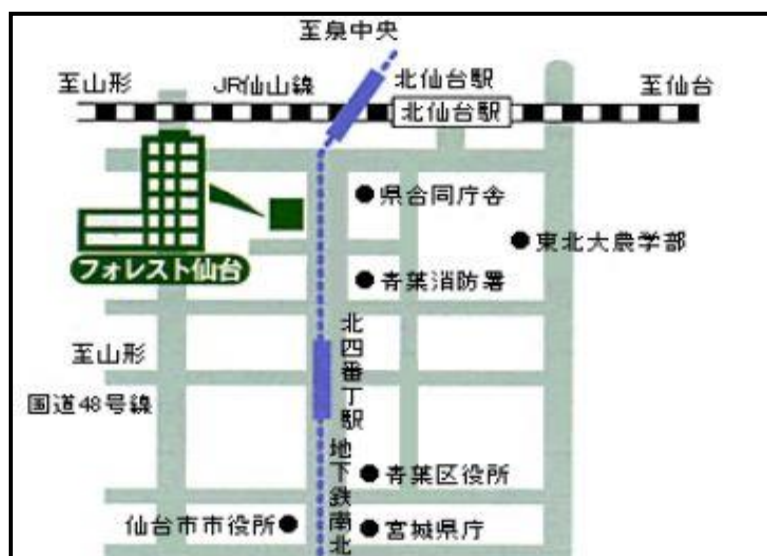 至泉中央
至山形
JR仙山線
北仙台駅
至仙台
北仙台駅
県合同庁舎
東北大農学部
フォレスト仙台
青葉消防署
北四番丁駅
至山形
国道48号線
地下鉄南北
青葉区役所
仙台市市役所
宮城県庁